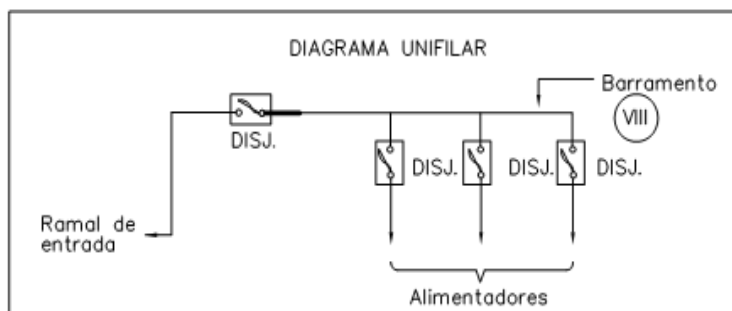 DIAGRAMA UNIFILAR
Barramento
VIII
DISJ.
DISJ.
DISJ.
DISJ.
Ramal de
entrada
Alimentadores